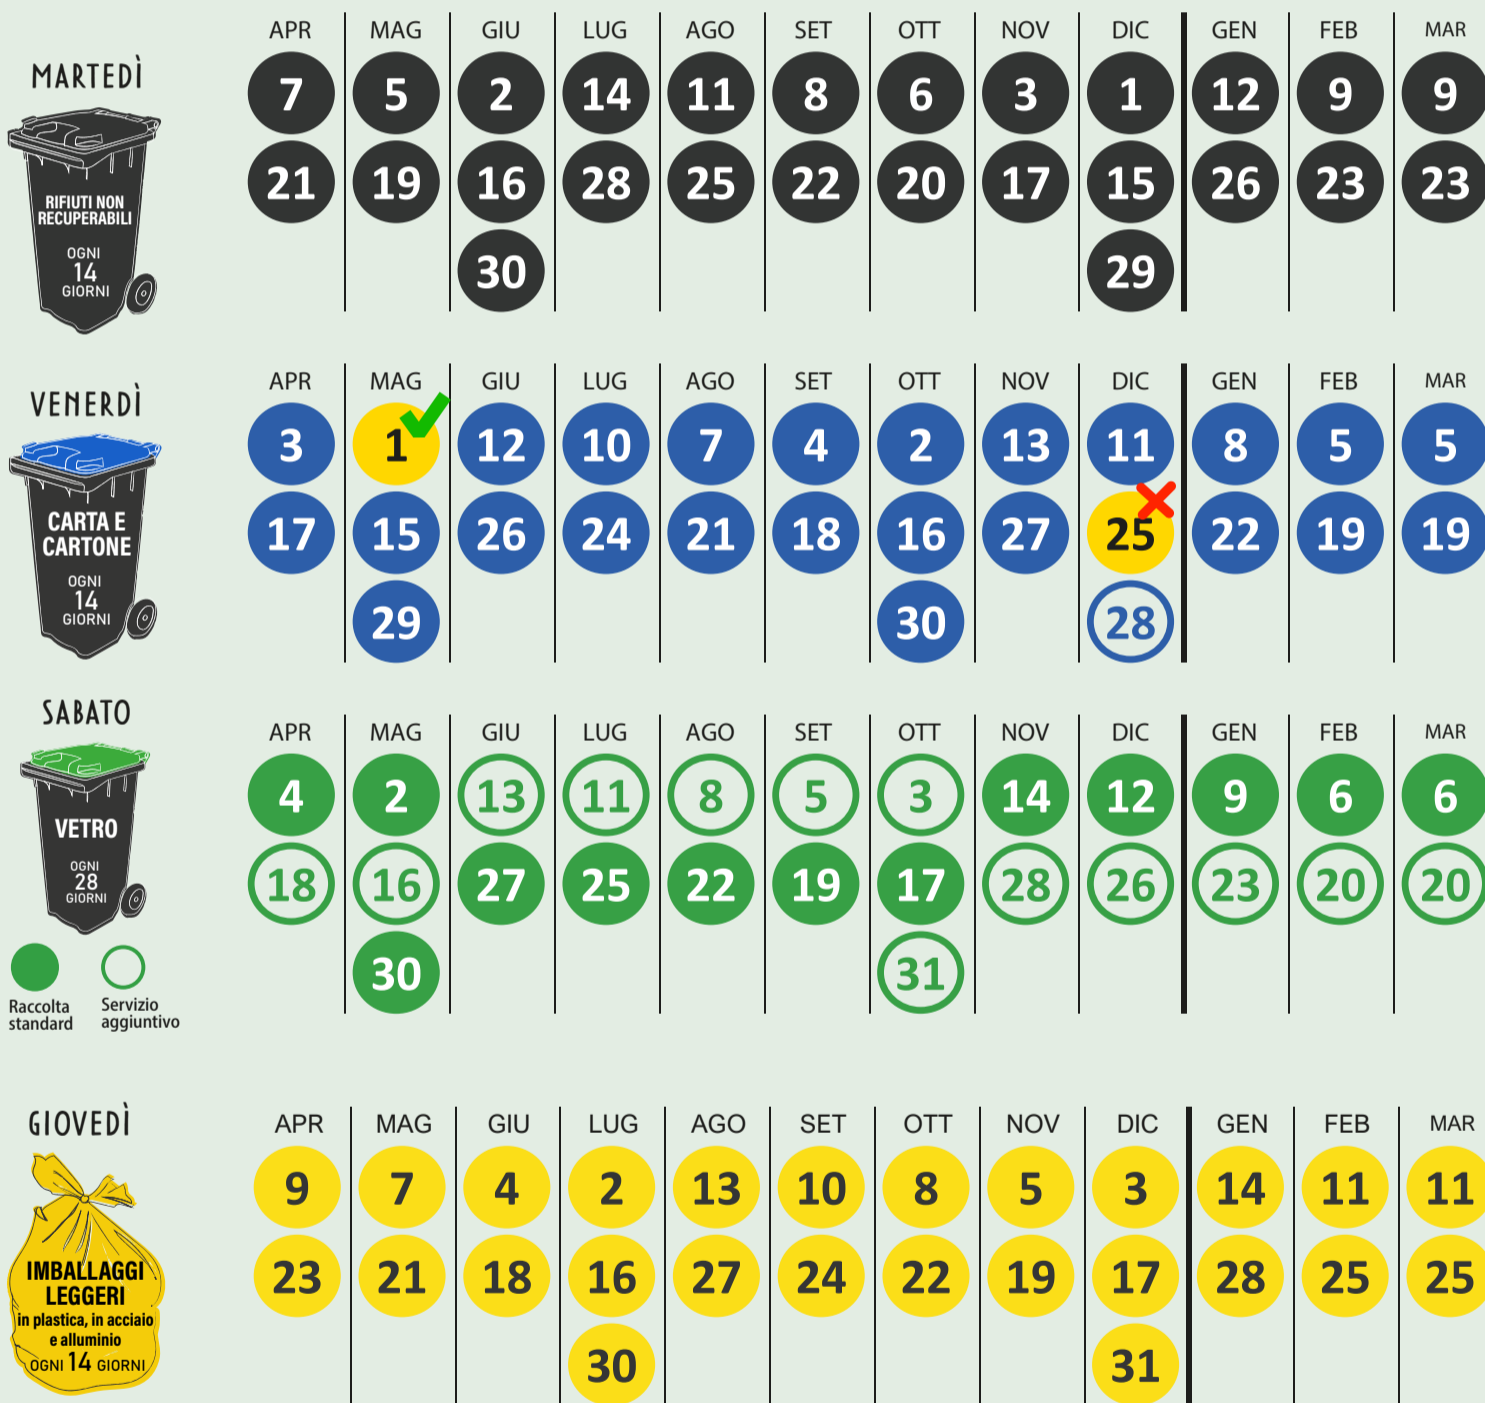 MARTEDÌ
RIFIUTI NON
RECUPERABILI
OGNI
14
GIORNI
APR MAG GIU LUG AGO SET OTT NOV DIC GEN FEB MAR
7 5 2 14 11 8 6 3 1 12 9 9
21 19 16 28 25 22 20 17 15 26 23 23
30 29
VENERDÌ
CARTA E
CARTONE
OGNI
14
GIORNI
APR MAG GIU LUG AGO SET OTT NOV DIC GEN FEB MAR
3 1 12 10 7 4 2 13 11 8 5 5
17 15 26 24 21 18 16 27 25 22 19 19
29 30 28
SABATO
VETRO
OGNI
28
GIORNI
Raccolta
standard
Servizio
aggiuntivo
APR MAG GIU LUG AGO SET OTT NOV DIC GEN FEB MAR
4 2 13 11 8 5 3 14 12 9 6 6
18 16 27 25 22 19 17 28 26 23 20 20
30 31
GIOVEDÌ
IMBALLAGGI
LEGGERI
in plastica, in acciaio
e alluminio
OGNI 14 GIORNI
APR MAG GIU LUG AGO SET OTT NOV DIC GEN FEB MAR
9 7 4 2 13 10 8 5 3 14 11 11
23 21 18 16 27 24 22 19 17 28 25 25
30 31